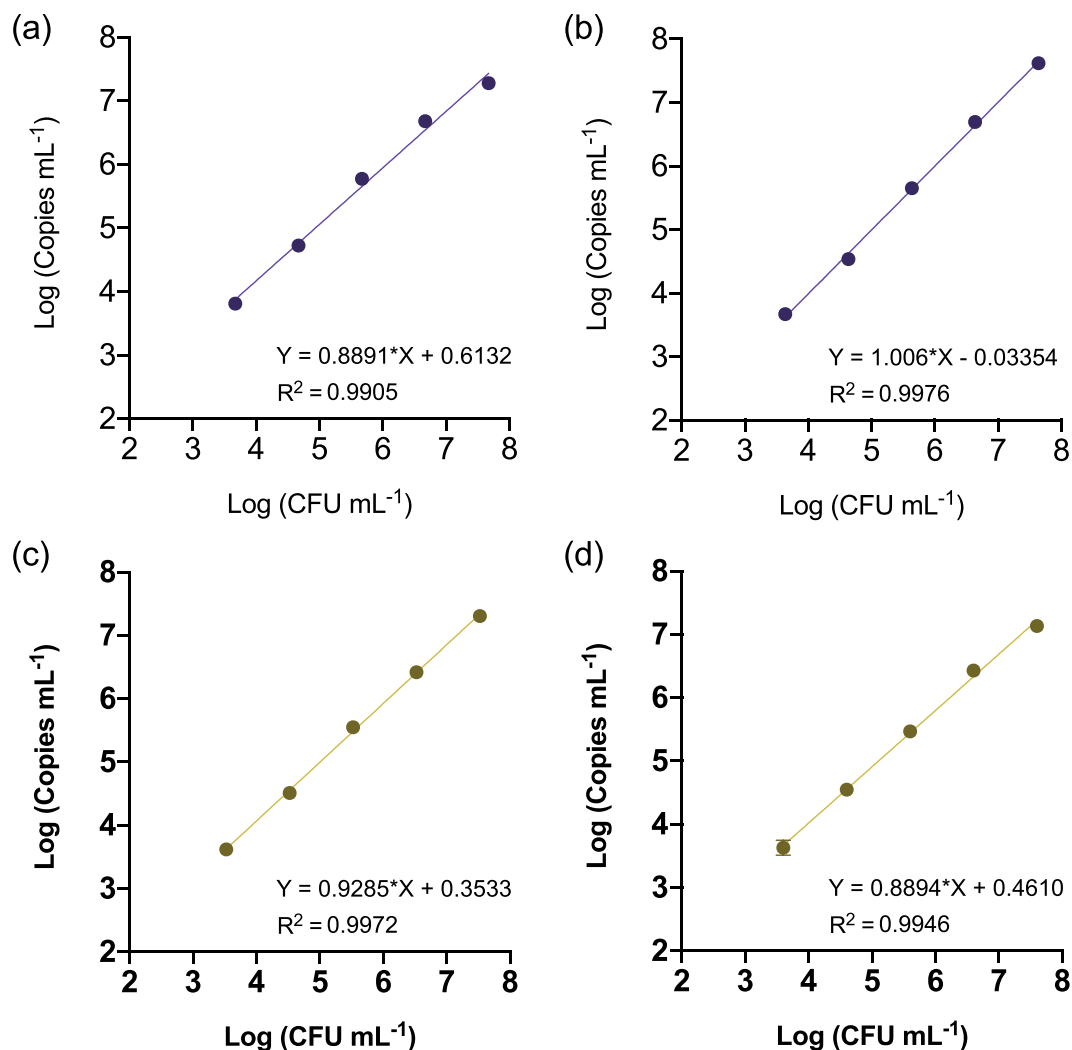 (a)
8
7
6
5
4
3
2
Log (Copies mL⁻¹)
Y = 0.8891*X + 0.6132
R² = 0.9905
2 3 4 5 6 7 8
Log (CFU mL⁻¹)
(b)
8
7
6
5
4
3
2
Log (Copies mL⁻¹)
Y = 1.006*X - 0.03354
R² = 0.9976
2 3 4 5 6 7 8
Log (CFU mL⁻¹)
(c)
8
7
6
5
4
3
2
Log (Copies mL⁻¹)
Y = 0.9285*X + 0.3533
R² = 0.9972
2 3 4 5 6 7 8
Log (CFU mL⁻¹)
(d)
8
7
6
5
4
3
2
Log (Copies mL⁻¹)
Y = 0.8894*X + 0.4610
R² = 0.9946
2 3 4 5 6 7 8
Log (CFU mL⁻¹)